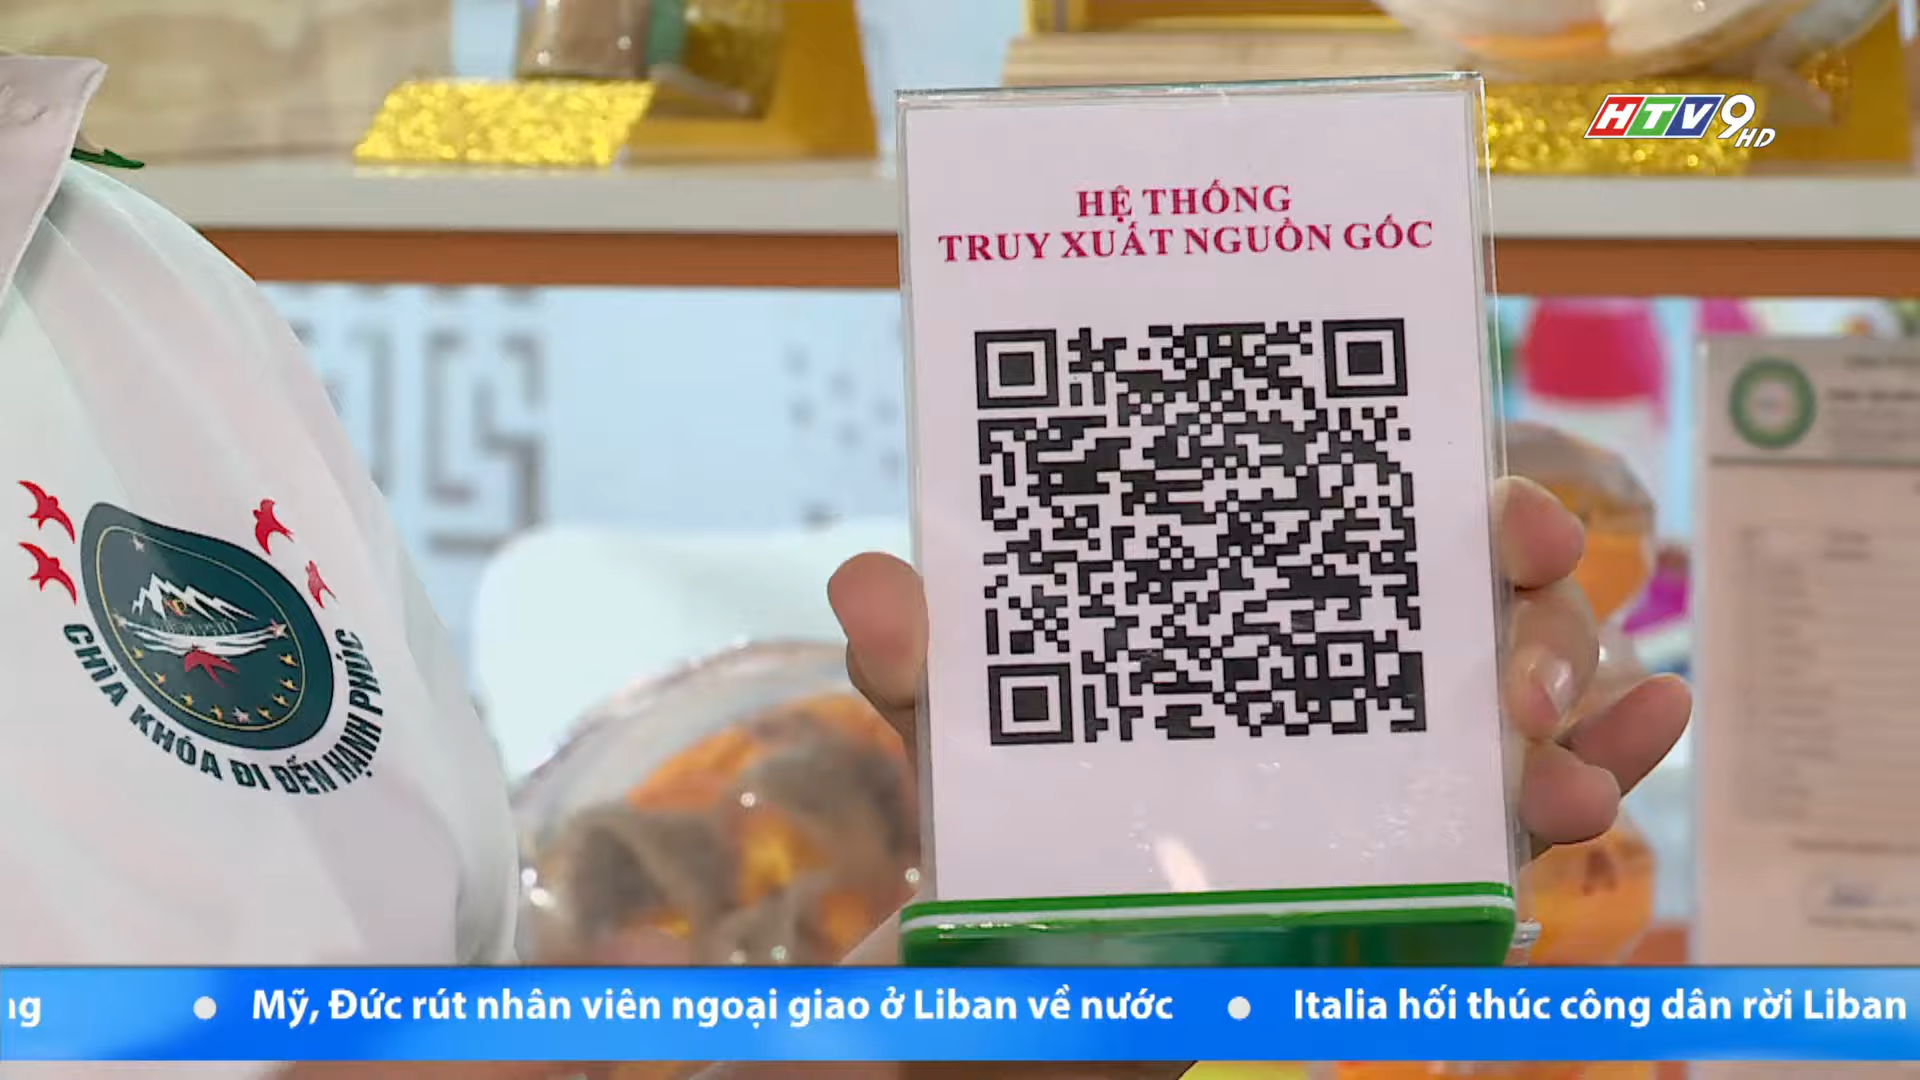 HTV9 HD
HỆ THỐNG
TRUY XUẤT NGUỒN GỐC
CHÌA KHÓA ĐI ĐẾN HẠNH PHÚC
Mỹ, Đức rút nhân viên ngoại giao ở Liban về nước
Italia hối thúc công dân rời Liban